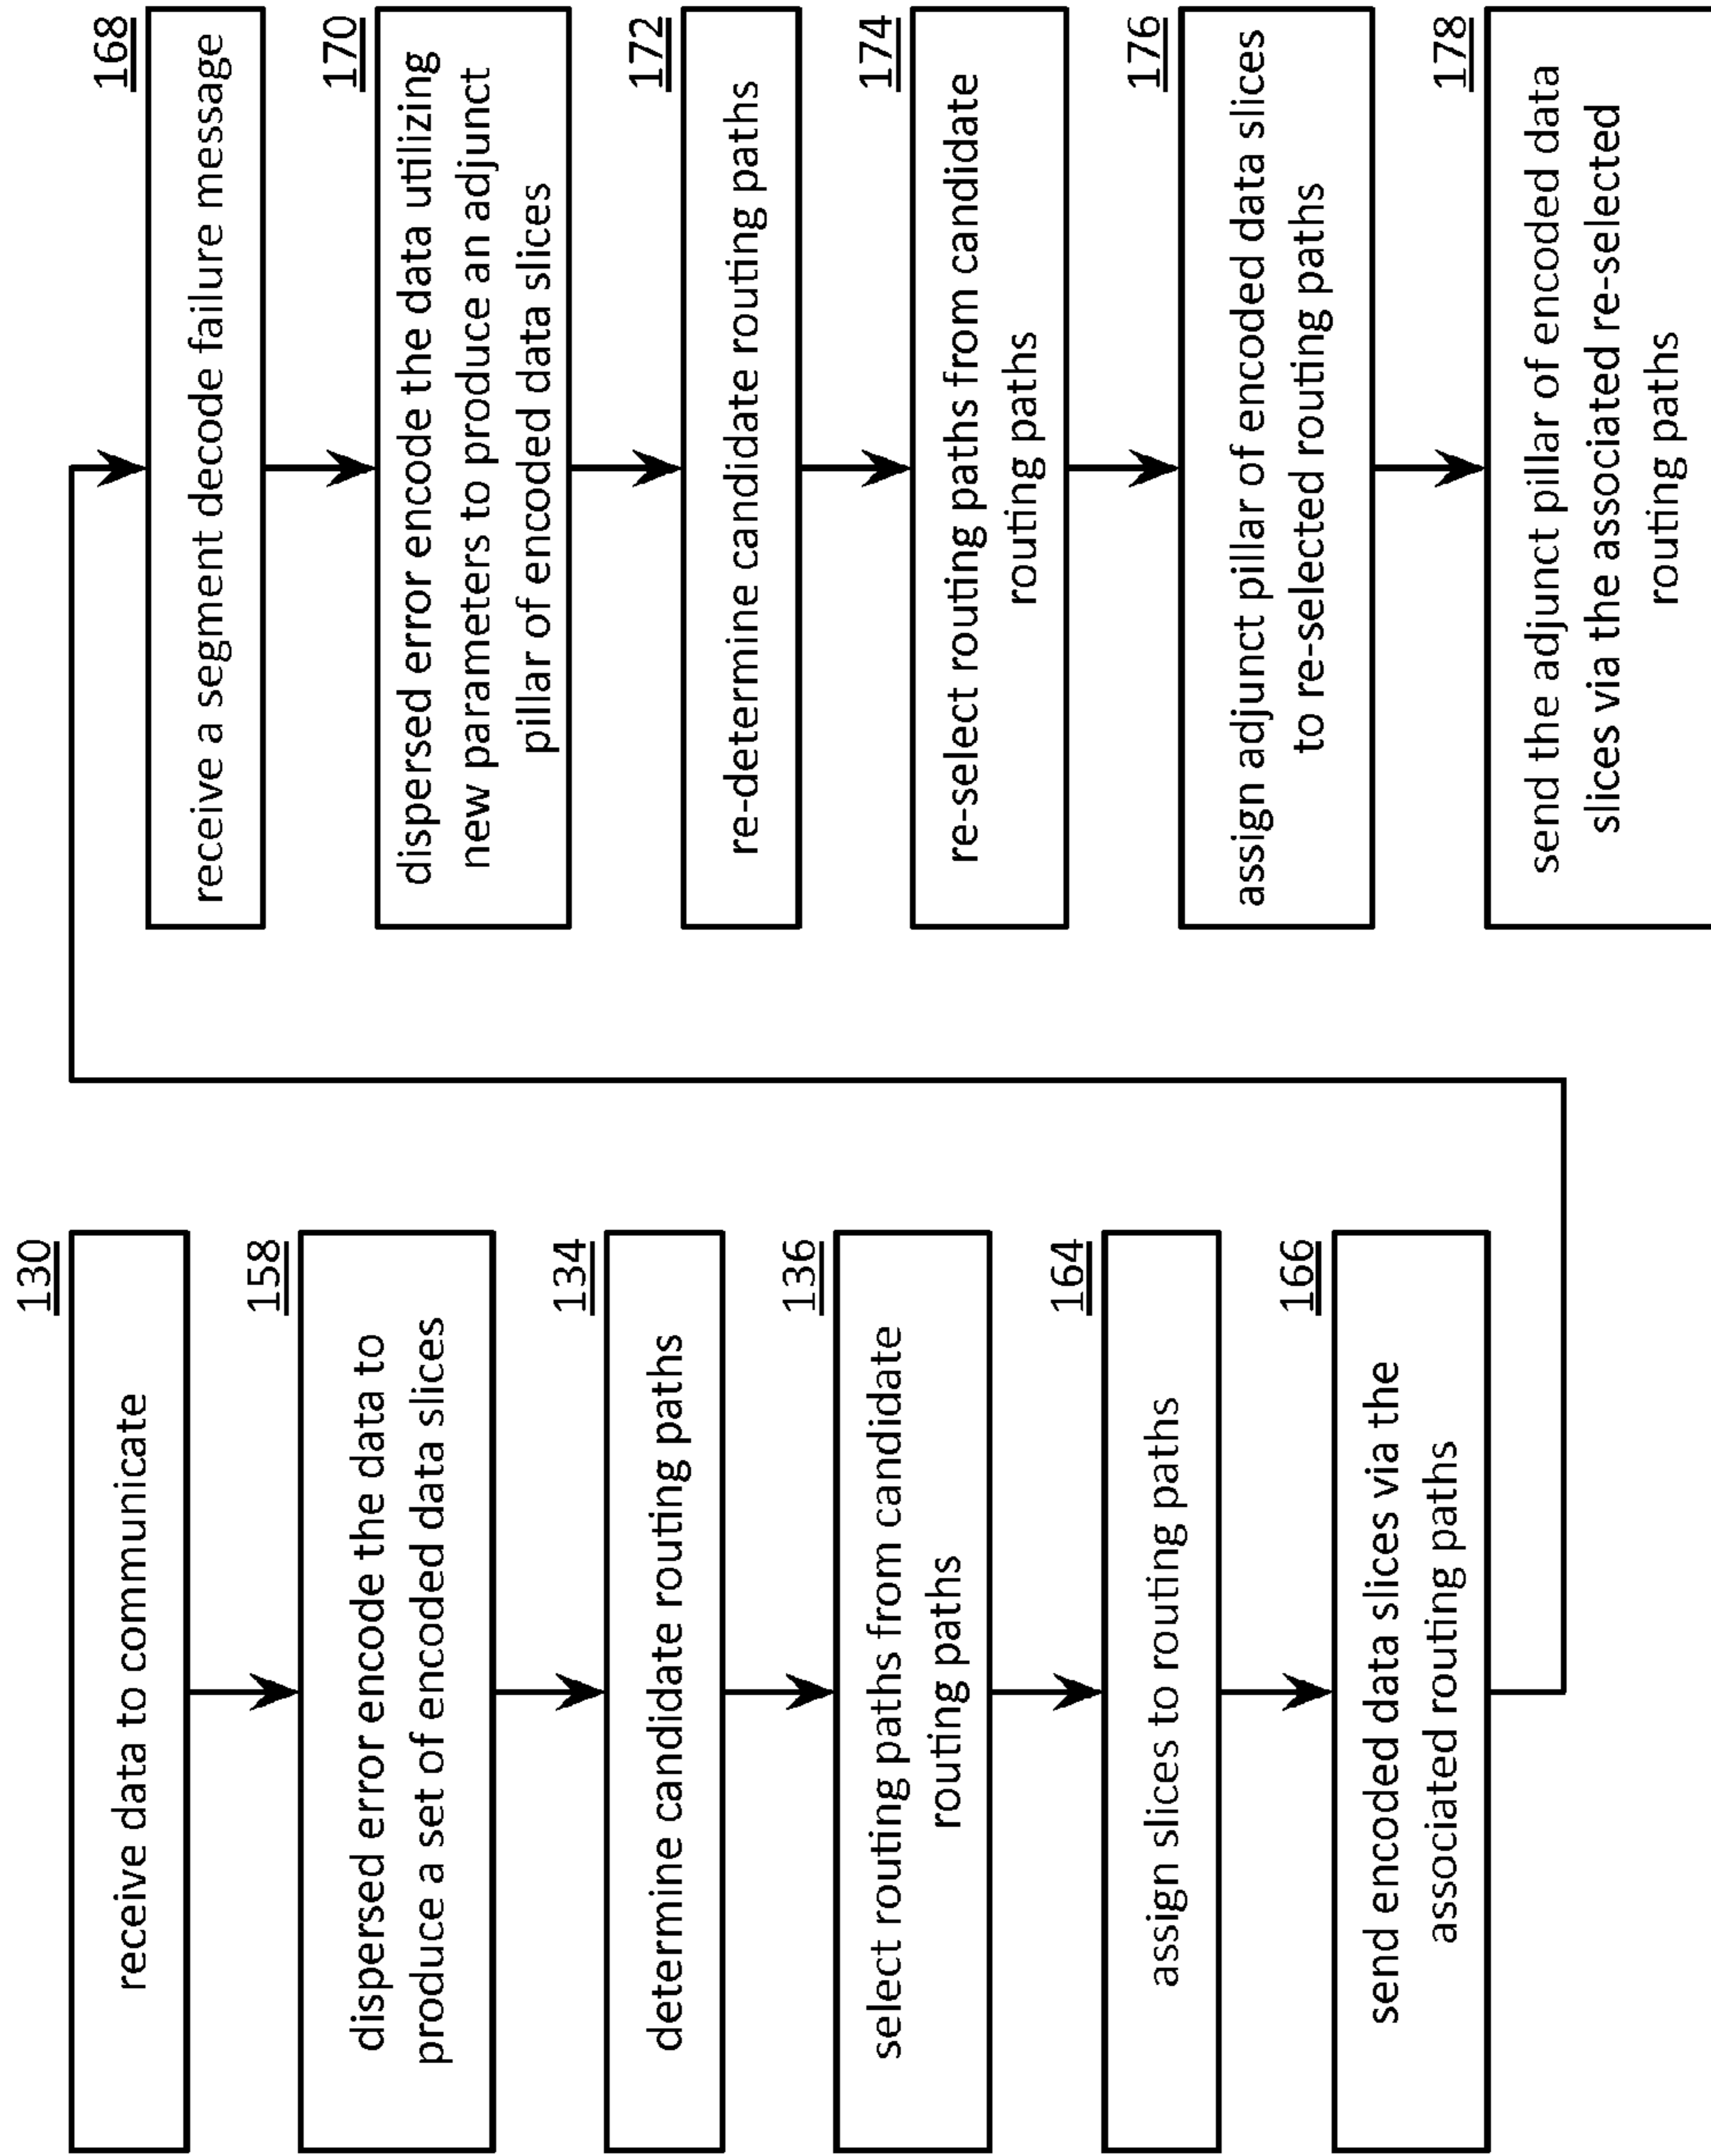 130
receive data to communicate
158
dispersed error encode the data to
produce a set of encoded data slices
134
determine candidate routing paths
136
select routing paths from candidate
routing paths
164
assign slices to routing paths
166
send encoded data slices via the
associated routing paths
168
receive a segment decode failure message
170
dispersed error encode the data utilizing
new parameters to produce an adjunct
pillar of encoded data slices
172
re-determine candidate routing paths
174
re-select routing paths from candidate
routing paths
176
assign adjunct pillar of encoded data slices
to re-selected routing paths
178
send the adjunct pillar of encoded data
slices via the associated re-selected
routing paths